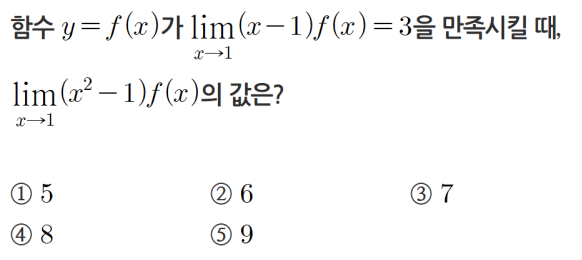 함수 y=f(x)가 lim_{x→1}(x-1)f(x)=3을 만족시킬 때,
lim_{x→1}(x²-1)f(x)의 값은?
① 5 ② 6 ③ 7
④ 8 ⑤ 9